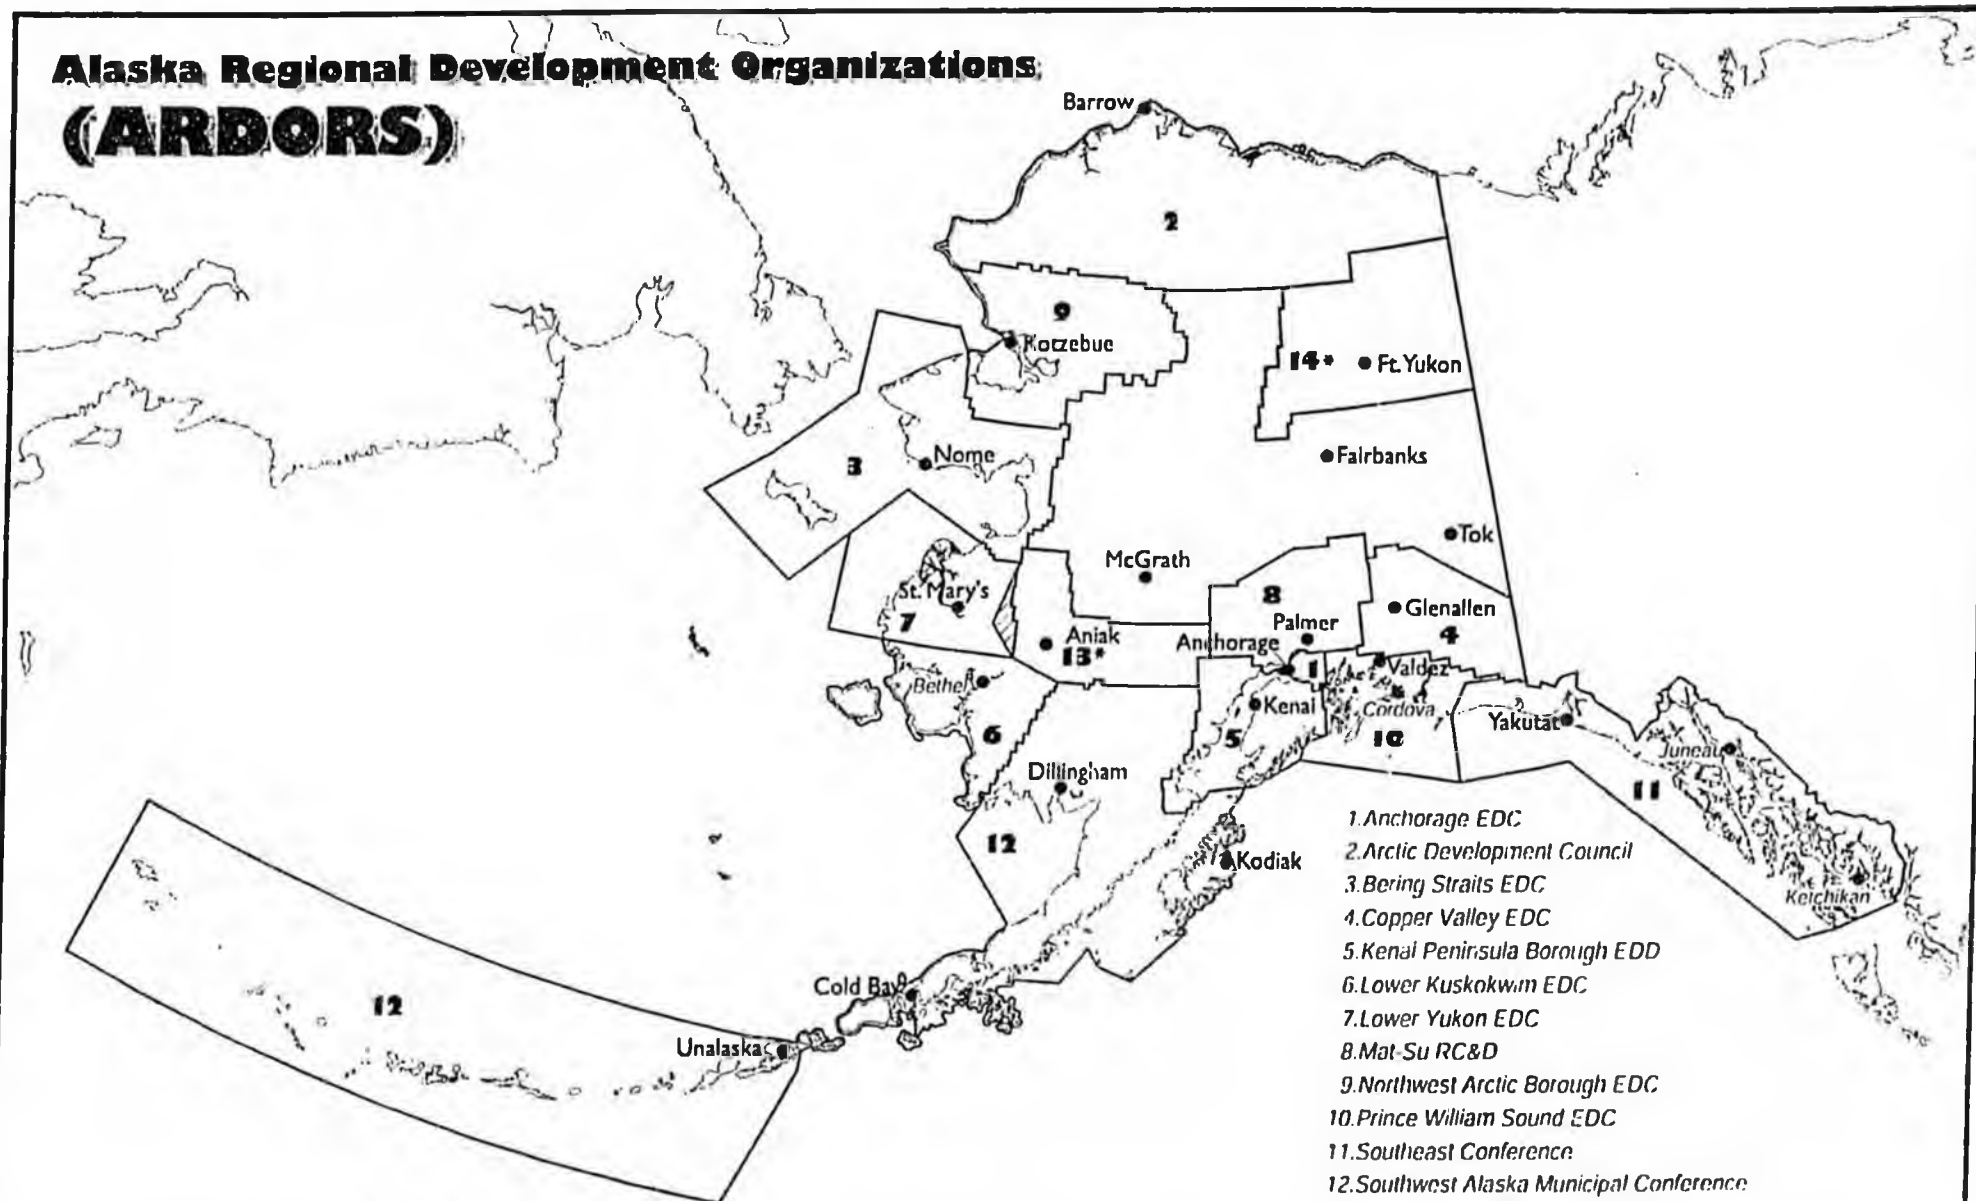 Alaska Regional Development Organizations
(ARDORS)
Barrow
2
9
Kotzebue
14*
Ft. Yukon
Fairbanks
3
Nome
Tok
McGrath
St. Mary's
7
8
Palmer
Glenallen
4
Aniak
13*
Anchorage
1
Valdez
Bethel
Kenai
Cordova
Yakutat
6
5
10
Juneau
Dillingham
11
12
Kodiak
Ketchikan
Cold Bay
12
Unalaska
1.Anchorage EDC
2.Arctic Development Council
3.Bering Straits EDC
4.Copper Valley EDC
5.Kenai Peninsula Borough EDD
6.Lower Kuskokwim EDC
7.Lower Yukon EDC
8.Mat-Su RC&D
9.Northwest Arctic Borough EDC
10.Prince William Sound EDC
11.Southeast Conference
12.Southwest Alaska Municipal Conference